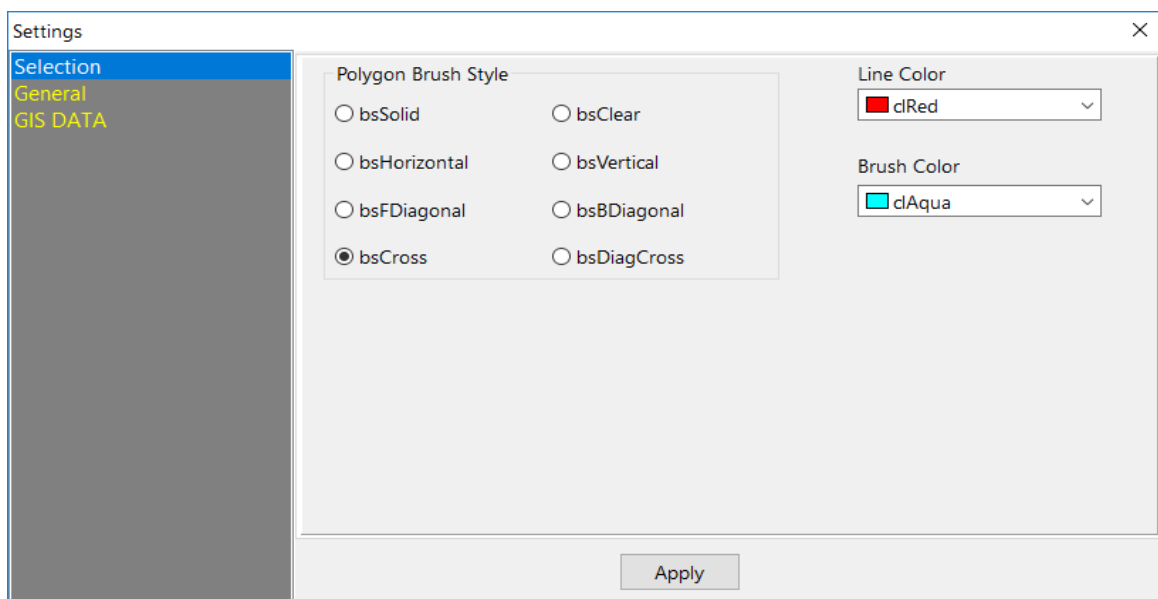 Settings
Selection
General
GIS DATA
Polygon Brush Style
bsSolid
bsClear
bsHorizontal
bsVertical
bsFDiagonal
bsBDiagonal
bsCross
bsDiagCross
Line Color
clRed
Brush Color
clAqua
Apply